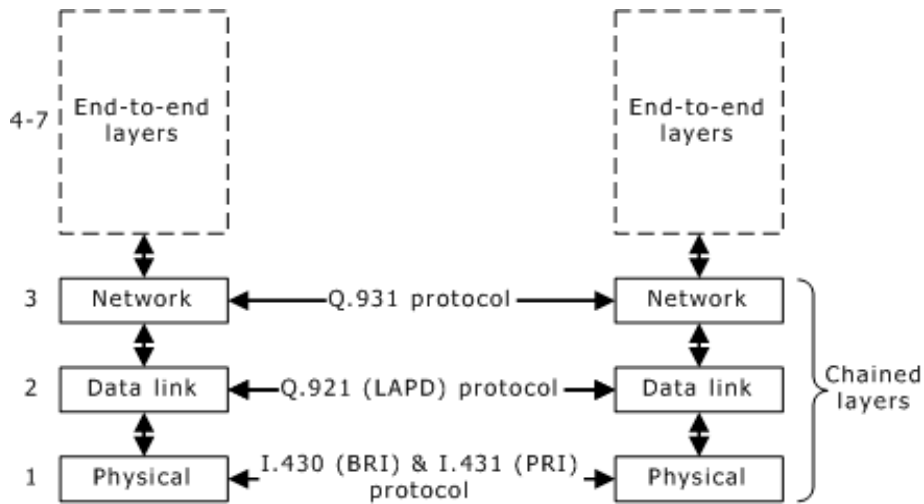 End-to-end
layers
End-to-end
layers
4-7
3
Network
Q.931 protocol
Network
2
Data link
Q.921 (LAPD) protocol
Data link
Chained
layers
1
Physical
I.430 (BRI) & I.431 (PRI)
protocol
Physical